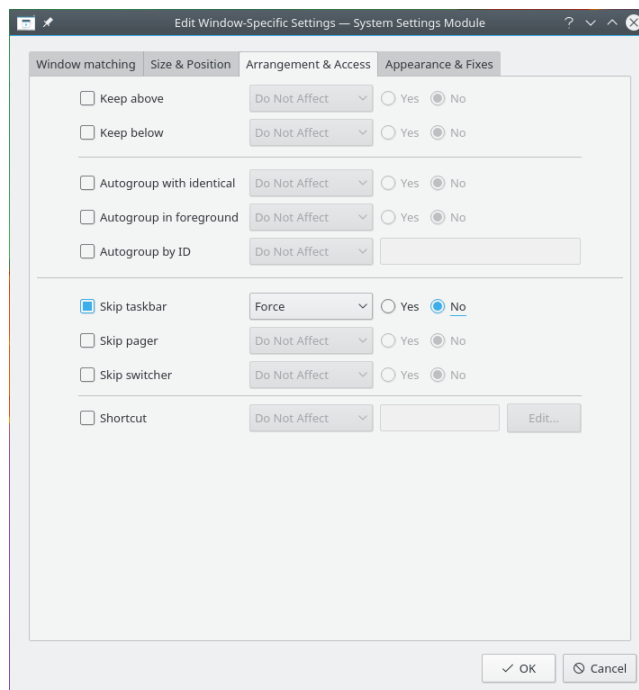 Edit Window-Specific Settings — System Settings Module
Window matching Size & Position Arrangement & Access Appearance & Fixes
Keep above Do Not Affect Yes No
Keep below Do Not Affect Yes No
Autogroup with identical Do Not Affect Yes No
Autogroup in foreground Do Not Affect Yes No
Autogroup by ID Do Not Affect
Skip taskbar Force Yes No
Skip pager Do Not Affect Yes No
Skip switcher Do Not Affect Yes No
Shortcut Do Not Affect Edit...
OK Cancel